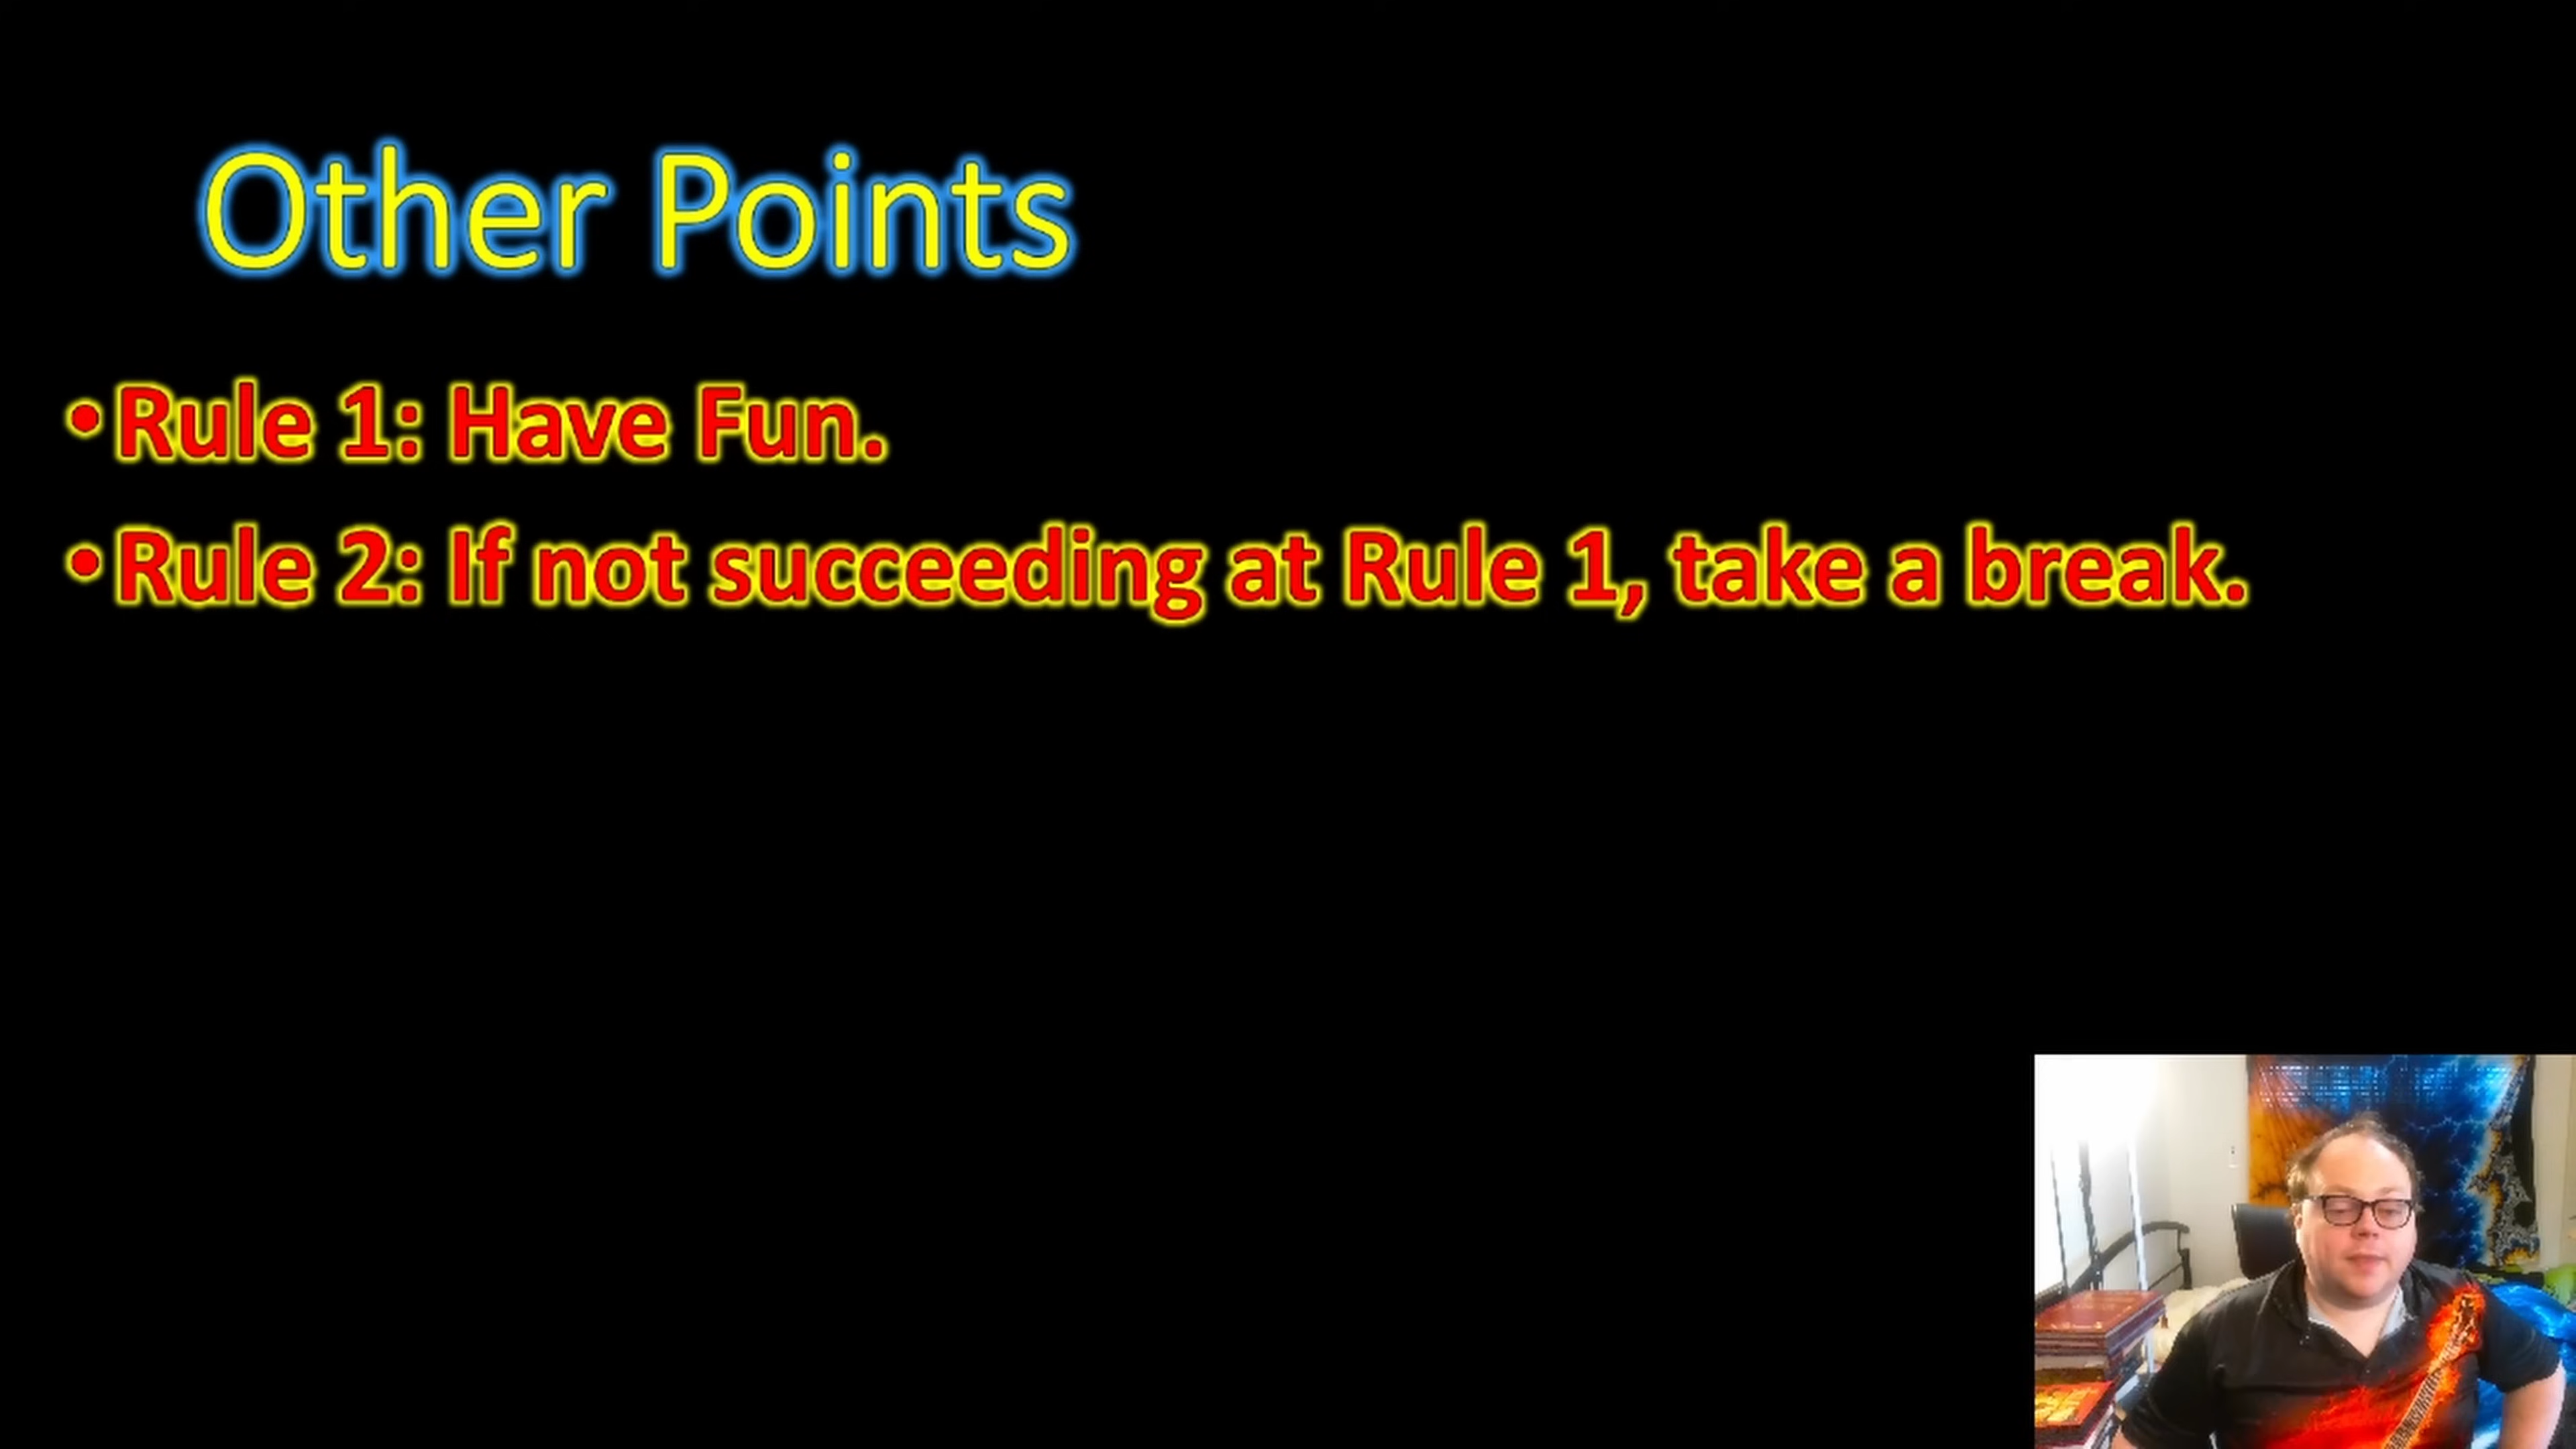 Other Points
•Rule 1: Have Fun.
•Rule 2: If not succeeding at Rule 1, take a break.